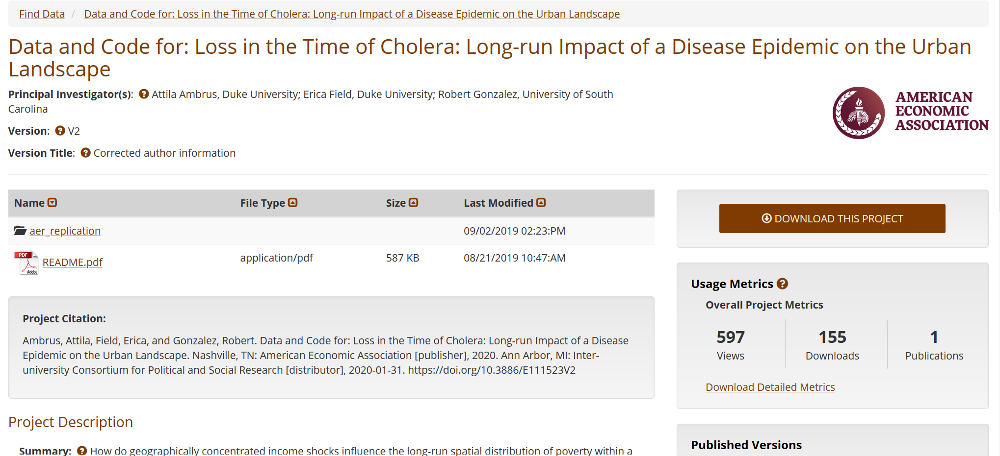 Find Data / Data and Code for: Loss in the Time of Cholera: Long-run Impact of a Disease Epidemic on the Urban Landscape
Data and Code for: Loss in the Time of Cholera: Long-run Impact of a Disease Epidemic on the Urban
Landscape
Principal Investigator(s): ? Attila Ambrus, Duke University; Erica Field, Duke University; Robert Gonzalez, University of South
Carolina
Version: ? V2
Version Title: ? Corrected author information
AMERICAN
ECONOMIC
ASSOCIATION
Name File Type Size Last Modified
aer_replication 09/02/2019 02:23:PM
PDF
Adobe
README.pdf application/pdf 587 KB 08/21/2019 10:47:AM
Project Citation:
Ambrus, Attila, Field, Erica, and Gonzalez, Robert. Data and Code for: Loss in the Time of Cholera: Long-run Impact of a Disease
Epidemic on the Urban Landscape. Nashville, TN: American Economic Association [publisher], 2020. Ann Arbor, MI: Inter-
university Consortium for Political and Social Research [distributor], 2020-01-31. https://doi.org/10.3886/E111523V2
Project Description
Summary: ? How do geographically concentrated income shocks influence the long-run spatial distribution of poverty within a
DOWNLOAD THIS PROJECT
Usage Metrics ?
Overall Project Metrics
597 155 1
Views Downloads Publications
Download Detailed Metrics
Published Versions